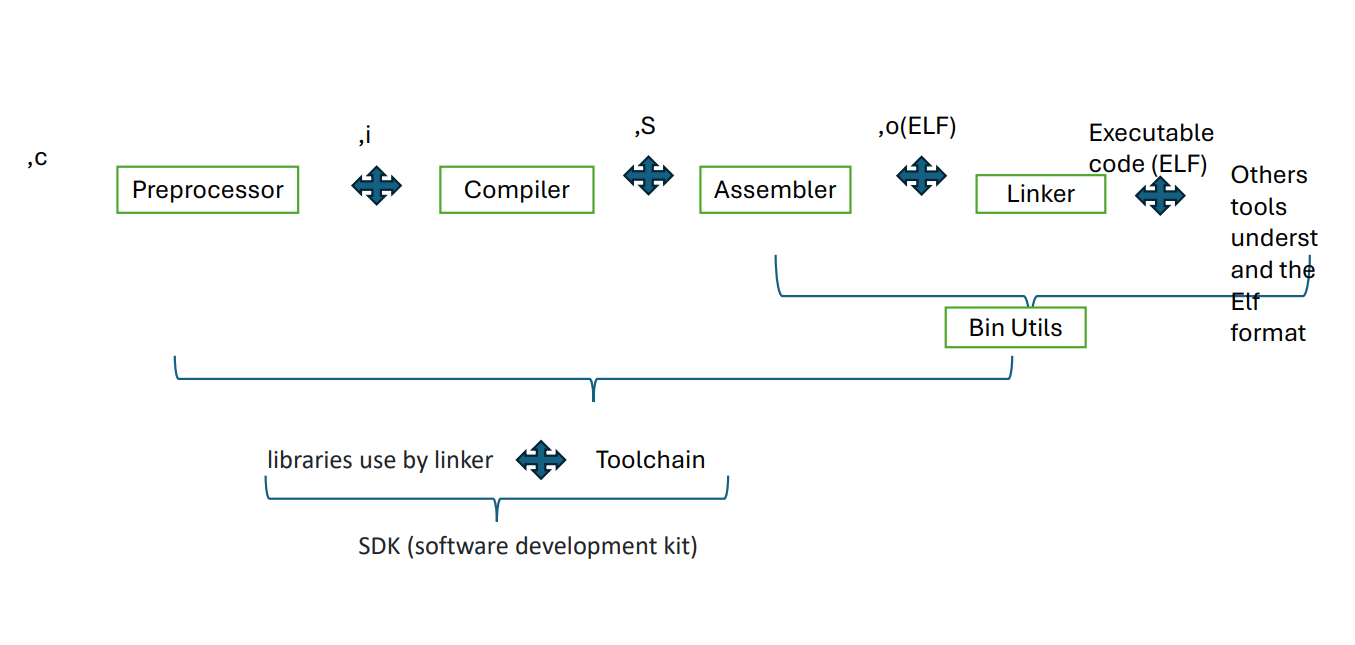 ,c
Preprocessor
,i
Compiler
,S
Assembler
,o(ELF)
Linker
Executable
code (ELF)
Others
tools
underst
and the
Elf
format
Bin Utils
libraries use by linker
Toolchain
SDK (software development kit)